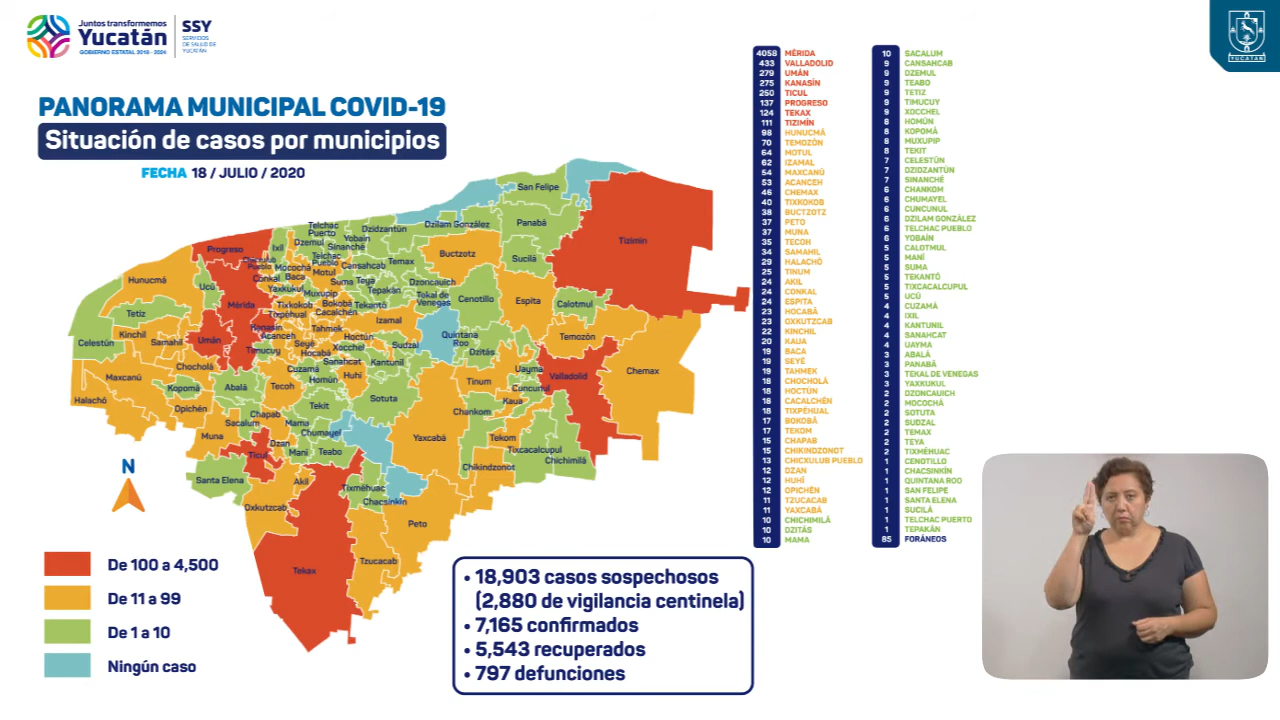 Juntos transformemos
Yucatán
GOBIERNO ESTATAL 2018 - 2024
SSY
SERVICIOS
DE SALUD DE
YUCATÁN
YUCATÁN
PANORAMA MUNICIPAL COVID-19
Situación de casos por municipios
FECHA 18 / JULIO / 2020
San Felipe
Tizimín
Panabá
Dzilam González
Telchac
Puerto
Dzidzantún
Yobaín
Sinanché
Dzemul
Ixil
Progreso
Telchac
Pueblo
Temax
Cansahcab
Buctzotz
Sucilá
Chicxulub
Pueblo
Mocochá
Motul
Baca
Conkal
Hunucmá
Ucú
Suma
Teya
Dzoncauich
Tepakán
Yaxkukul
Muxupip
Tekal de
Venegas
Cenotillo
Espita
Calotmul
Mérida
Tixkokob
Bokobá
Tekantó
Cacalchén
Tixpéhual
Tetiz
Izamal
Kanasín
Tahmek
Acanceh
Hoctún
Quintana
Roo
Temozón
Kinchil
Celestún
Samahil
Umán
Seyé
Xocchel
Sudzal
Timucuy
Hocabá
Dzitás
Sanahcat
Kantunil
Chocholá
Cuzamá
Uayma
Chemax
Maxcanú
Huhí
Homún
Valladolid
Tinum
Cuncunul
Kopomá
Abalá
Tecoh
Halachó
Sotuta
Kaua
Opichén
Tekit
Chankom
Chapab
Sacalum
Mama
Muna
Chumayel
Yaxcabá
Tekom
Dzan
Tixcacalcupul
Ticul
Maní
Teabo
Chichimilá
Chikindzonot
Santa Elena
Akil
Tixméhuac
Chacsinkín
Oxkutzcab
Peto
Tzucacab
Tekax
N
De 100 a 4,500
De 11 a 99
De 1 a 10
Ningún caso
• 18,903 casos sospechosos
(2,880 de vigilancia centinela)
• 7,165 confirmados
• 5,543 recuperados
• 797 defunciones
4058 MÉRIDA
433 VALLADOLID
279 UMÁN
275 KANASÍN
250 TICUL
137 PROGRESO
124 TEKAX
111 TIZIMÍN
98 HUNUCMÁ
70 TEMOZÓN
64 MOTUL
62 IZAMAL
54 MAXCANÚ
53 ACANCEH
46 CHEMAX
40 TIXKOKOB
38 BUCTZOTZ
37 PETO
37 MUNA
35 TECOH
34 SAMAHIL
29 HALACHÓ
25 TINUM
24 AKIL
24 CONKAL
24 ESPITA
23 HOCABÁ
23 OXKUTZCAB
22 KINCHIL
20 KAUA
19 BACA
19 SEYÉ
19 TAHMEK
18 CHOCHOLÁ
18 HOCTÚN
18 CACALCHÉN
18 TIXPÉHUAL
17 BOKOBÁ
17 TEKOM
15 CHAPAB
15 CHIKINDZONOT
13 CHICXULUB PUEBLO
12 DZAN
12 HUHÍ
12 OPICHÉN
11 TZUCACAB
11 YAXCABÁ
10 CHICHIMILÁ
10 DZITÁS
10 MAMA
10 SACALUM
9 CANSAHCAB
9 DZEMUL
9 TEABO
9 TETIZ
9 TIMUCUY
9 XOCCHEL
8 HOMÚN
8 KOPOMÁ
8 MUXUPIP
8 TEKIT
7 CELESTÚN
7 DZIDZANTÚN
7 SINANCHÉ
6 CHANKOM
6 CHUMAYEL
6 CUNCUNUL
6 DZILAM GONZÁLEZ
6 TELCHAC PUEBLO
6 YOBAÍN
5 CALOTMUL
5 MANÍ
5 SUMA
5 TEKANTÓ
5 TIXCACALCUPUL
5 UCÚ
4 CUZAMÁ
4 IXIL
4 KANTUNIL
4 SANAHCAT
4 UAYMA
3 ABALÁ
3 PANABÁ
3 TEKAL DE VENEGAS
3 YAXKUKUL
2 DZONCAUICH
2 MOCOCHÁ
2 SOTUTA
2 SUDZAL
2 TEMAX
2 TEYA
2 TIXMÉHUAC
1 CENOTILLO
1 CHACSINKÍN
1 QUINTANA ROO
1 SAN FELIPE
1 SANTA ELENA
1 SUCILÁ
1 TELCHAC PUERTO
1 TEPAKÁN
85 FORÁNEOS